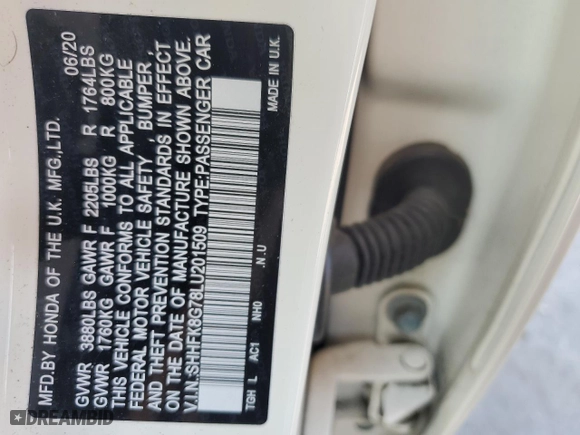 MFD.BY HONDA OF THE U.K. MFG.,LTD. 06/20
GVWR 3880LBS GAWR F 2205LBS R 1764LBS
GVWR 1760KG GAWR F 1000KG R 800KG
THIS VEHICLE CONFORMS TO ALL APPLICABLE
FEDERAL MOTOR VEHICLE SAFETY , BUMPER ,
AND THEFT PREVENTION STANDARDS IN EFFECT
ON THE DATE OF MANUFACTURE SHOWN ABOVE.
V.I.N.SHHFK8G78LU201509 TYPE:PASSENGER CAR
.N.U
TGH L AC1 NH0 MADE IN U.K.
DREAMBID